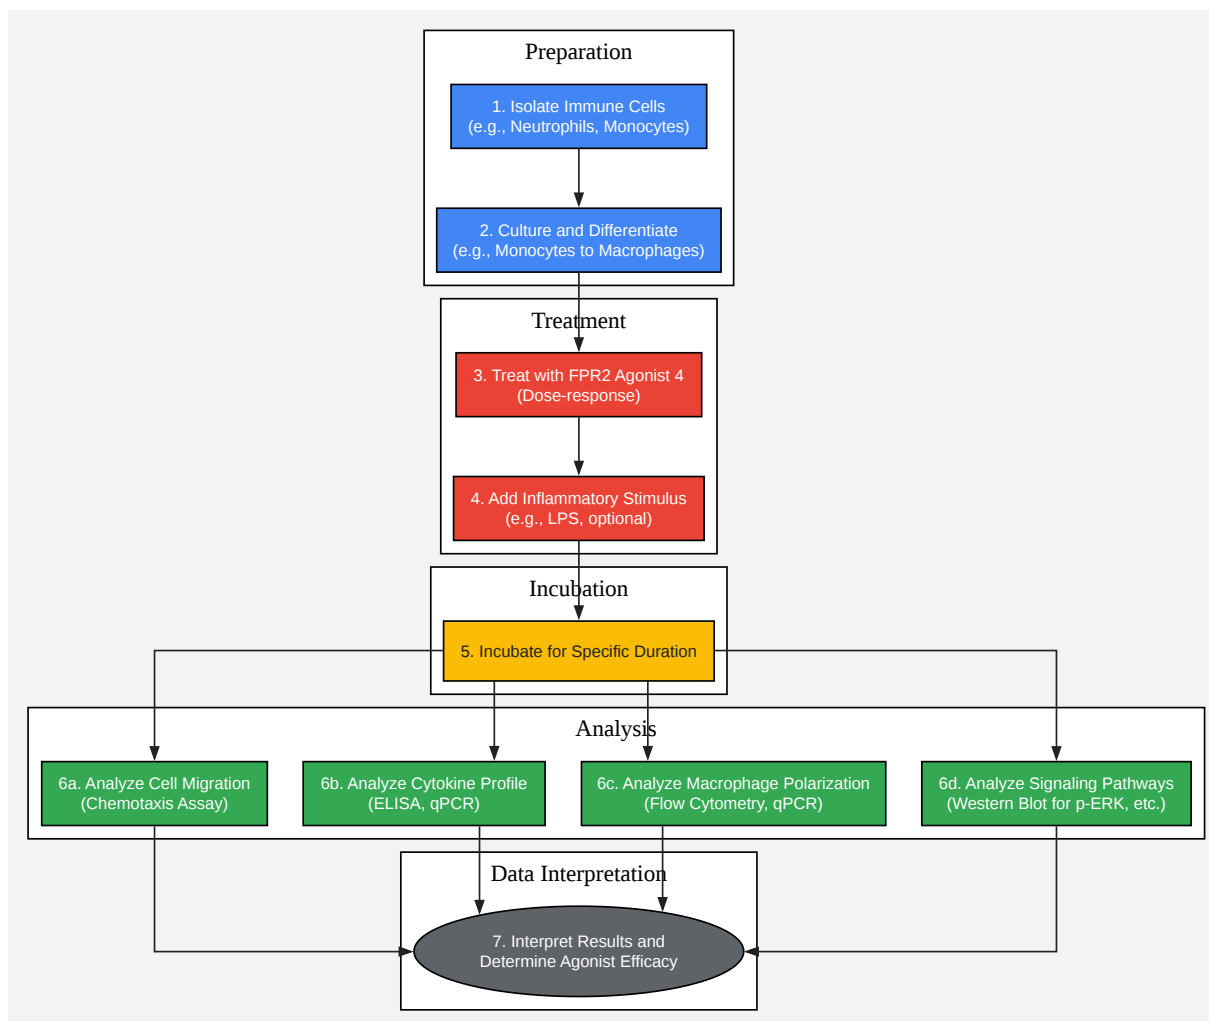 Preparation
1. Isolate Immune Cells
(e.g., Neutrophils, Monocytes)
2. Culture and Differentiate
(e.g., Monocytes to Macrophages)
Treatment
3. Treat with FPR2 Agonist 4
(Dose-response)
4. Add Inflammatory Stimulus
(e.g., LPS, optional)
Incubation
5. Incubate for Specific Duration
Analysis
6a. Analyze Cell Migration
(Chemotaxis Assay)
6b. Analyze Cytokine Profile
(ELISA, qPCR)
6c. Analyze Macrophage Polarization
(Flow Cytometry, qPCR)
6d. Analyze Signaling Pathways
(Western Blot for p-ERK, etc.)
Data Interpretation
7. Interpret Results and
Determine Agonist Efficacy